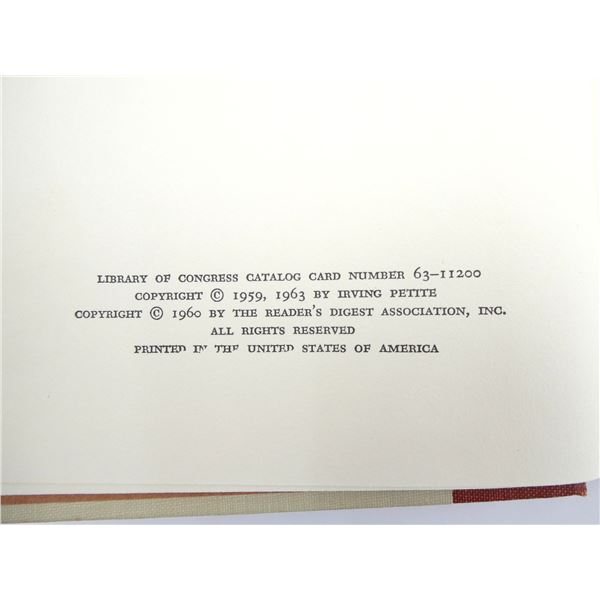 LIBRARY OF CONGRESS CATALOG CARD NUMBER 63–11200
COPYRIGHT © 1959, 1963 BY IRVING PETITE
COPYRIGHT © 1960 BY THE READER'S DIGEST ASSOCIATION, INC.
ALL RIGHTS RESERVED
PRINTED IN THE UNITED STATES OF AMERICA